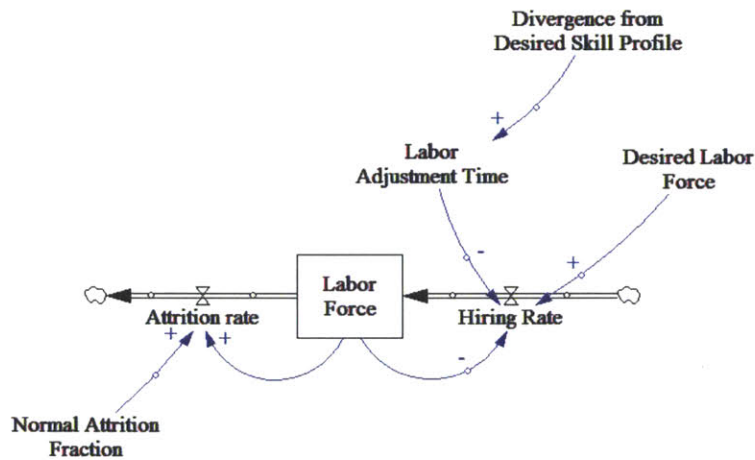 Divergence from
Desired Skill Profile
+
Labor
Adjustment Time
Desired Labor
Force
-
+
Labor
Force
Attrition rate
Hiring Rate
+
+
-
Normal Attrition
Fraction